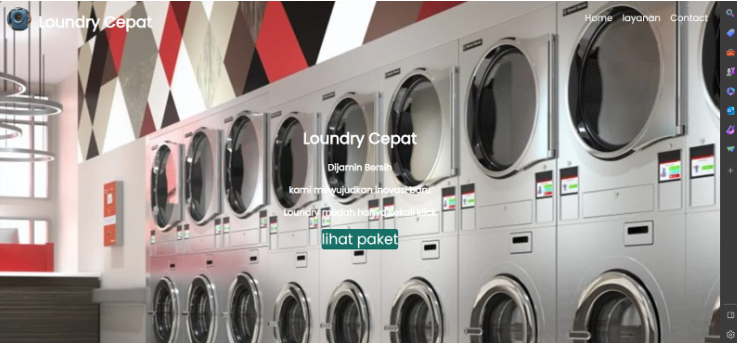 Loundry Cepat
Home layanan Contact
Loundry Cepat
Dijamin Bersih
kami mewujudkan inovasi baru
Loundry mudah hanya sekali klick
lihat paket